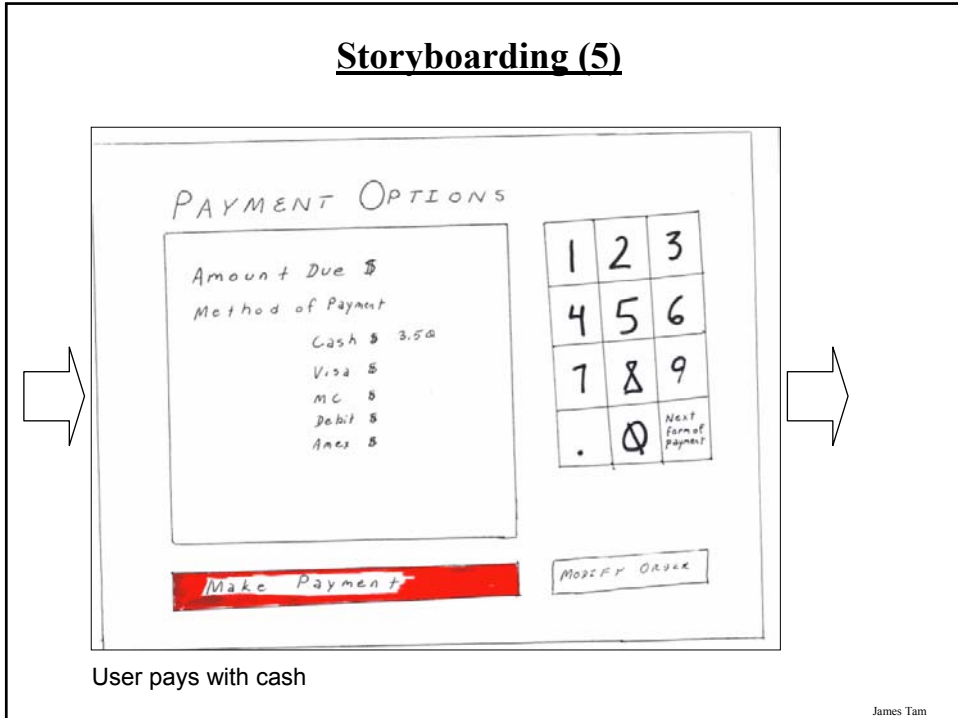 Storyboarding (5)
PAYMENT OPTIONS
Amount Due $
Method of Payment
Cash $ 3.50
Visa $
MC $
Debit $
Amex $
1 2 3
4 5 6
7 8 9
. 0 Next form of payment
Make Payment
MODIFY ORDER
User pays with cash
James Tam